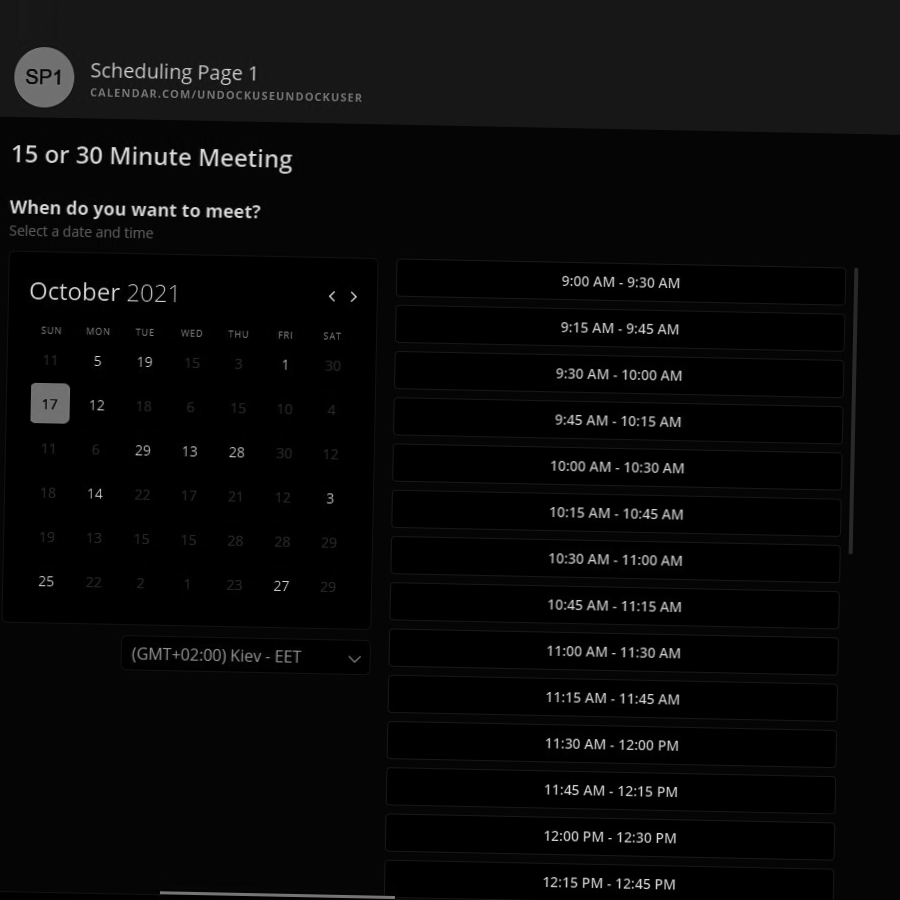 SP1
Scheduling Page 1
CALENDAR.COM/UNDOCKUSEUNDOCKUSER
15 or 30 Minute Meeting
When do you want to meet?
Select a date and time
October 2021
SUN MON TUE WED THU FRI SAT
11 5 19 15 3 1 30
17 12 18 6 15 10 4
11 6 29 13 28 30 12
18 14 22 17 21 12 3
19 13 15 15 28 28 29
25 22 2 1 23 27 29
(GMT+02:00) Kiev - EET
9:00 AM - 9:30 AM
9:15 AM - 9:45 AM
9:30 AM - 10:00 AM
9:45 AM - 10:15 AM
10:00 AM - 10:30 AM
10:15 AM - 10:45 AM
10:30 AM - 11:00 AM
10:45 AM - 11:15 AM
11:00 AM - 11:30 AM
11:15 AM - 11:45 AM
11:30 AM - 12:00 PM
11:45 AM - 12:15 PM
12:00 PM - 12:30 PM
12:15 PM - 12:45 PM